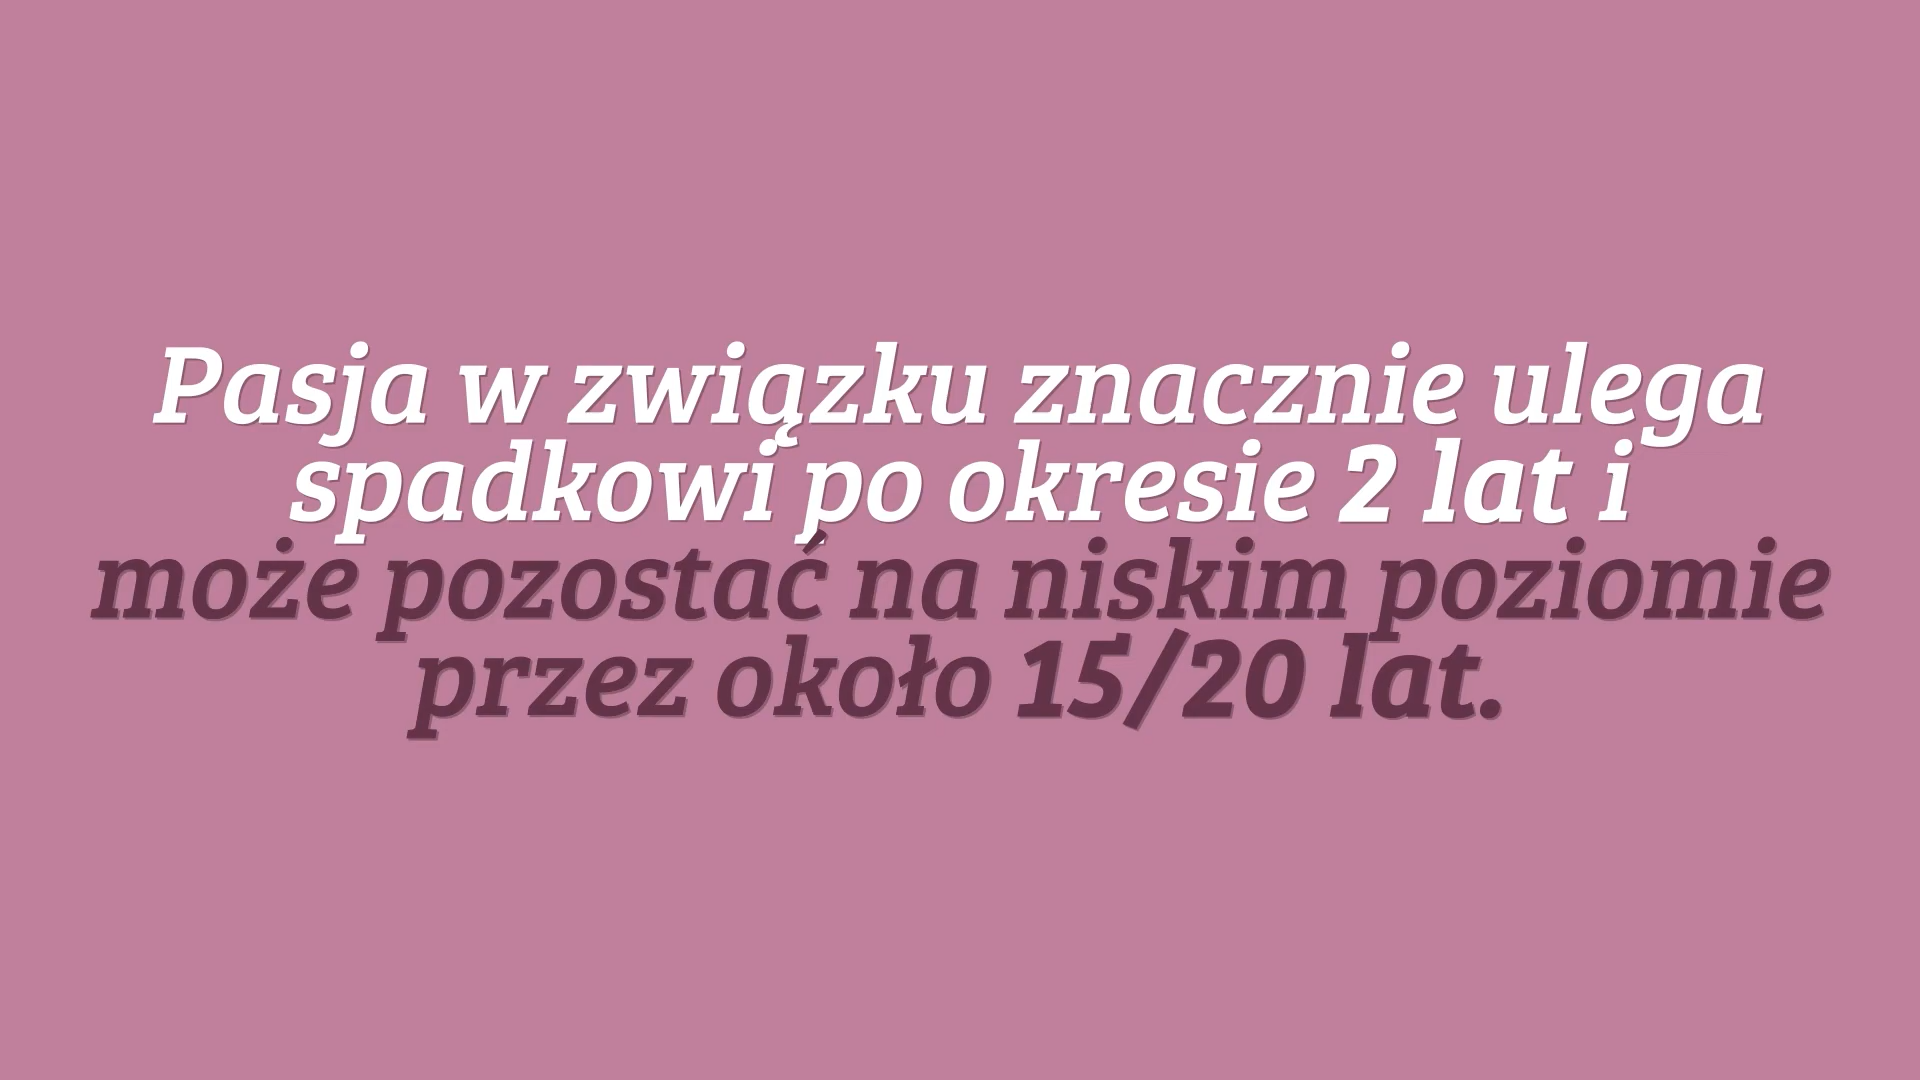 Pasja w związku znacznie ulega
spadkowi po okresie 2 lat i
może pozostać na niskim poziomie
przez około 15/20 lat.